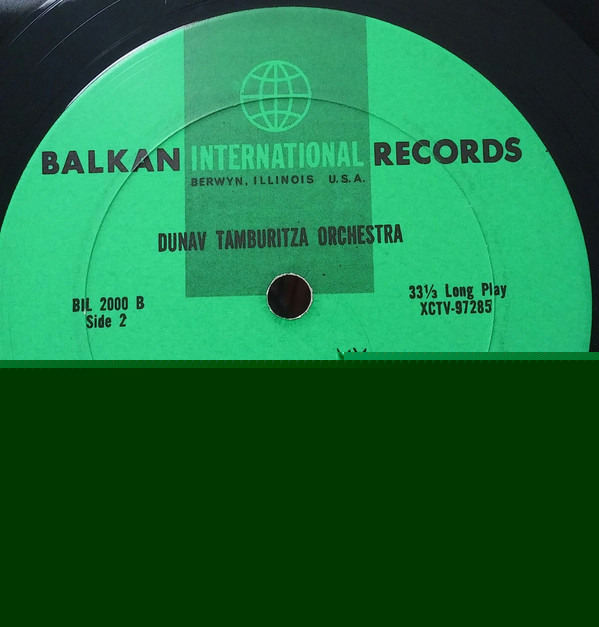 BALKAN INTERNATIONAL RECORDS
BERWYN, ILLINOIS U.S.A.
DUNAV TAMBURITZA ORCHESTRA
BIL 2000 B
Side 2
33⅓ Long Play
XCTV-97285